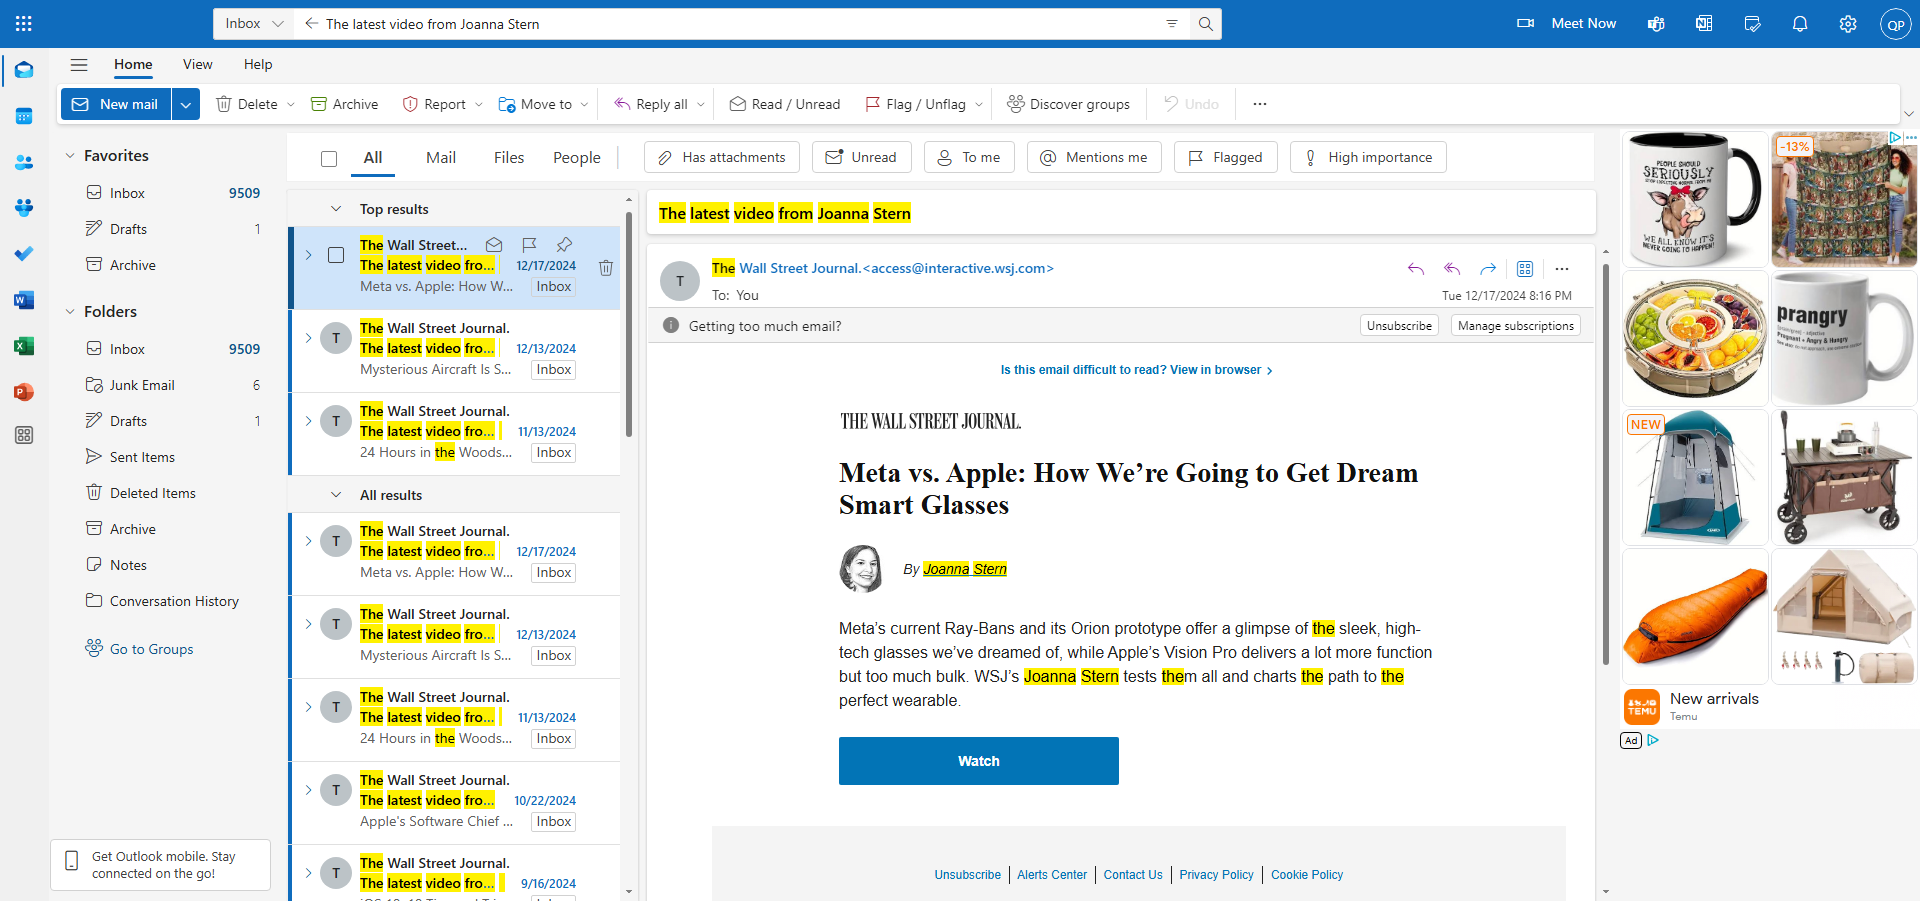 Inbox
The latest video from Joanna Stern
Meet Now
QP
Home
View
Help
New mail
Delete
Archive
Report
Move to
Reply all
Read / Unread
Flag / Unflag
Discover groups
Undo
Favorites
Inbox 9509
Drafts 1
Archive
Folders
Inbox 9509
Junk Email 6
Drafts 1
Sent Items
Deleted Items
Archive
Notes
Conversation History
Go to Groups
Get Outlook mobile. Stay
connected on the go!
All
Mail
Files
People
Has attachments
Unread
To me
Mentions me
Flagged
High importance
Top results
The Wall Street...
The latest video fro... 12/17/2024
Meta vs. Apple: How W... Inbox
T
The Wall Street Journal.
The latest video fro... 12/13/2024
Mysterious Aircraft Is S... Inbox
T
The Wall Street Journal.
The latest video fro... 11/13/2024
24 Hours in the Woods... Inbox
All results
T
The Wall Street Journal.
The latest video fro... 12/17/2024
Meta vs. Apple: How W... Inbox
T
The Wall Street Journal.
The latest video fro... 12/13/2024
Mysterious Aircraft Is S... Inbox
T
The Wall Street Journal.
The latest video fro... 11/13/2024
24 Hours in the Woods... Inbox
T
The Wall Street Journal.
The latest video fro... 10/22/2024
Apple's Software Chief ... Inbox
T
The Wall Street Journal.
The latest video fro... 9/16/2024
The latest video from Joanna Stern
T
The Wall Street Journal.<access@interactive.wsj.com>
To: You
Tue 12/17/2024 8:16 PM
Getting too much email?
Unsubscribe
Manage subscriptions
Is this email difficult to read? View in browser ›
THE WALL STREET JOURNAL.
Meta vs. Apple: How We’re Going to Get Dream
Smart Glasses
By Joanna Stern
Meta’s current Ray-Bans and its Orion prototype offer a glimpse of the sleek, high-
tech glasses we’ve dreamed of, while Apple’s Vision Pro delivers a lot more function
but too much bulk. WSJ’s Joanna Stern tests them all and charts the path to the
perfect wearable.
Watch
Unsubscribe | Alerts Center | Contact Us | Privacy Policy | Cookie Policy
PEOPLE SHOULD
SERIOUSLY
WE ALL KNOW IT'S
NEVER GOING TO HAPPEN!
-13%
prangry
NEW
TEMU
New arrivals
Temu
Ad